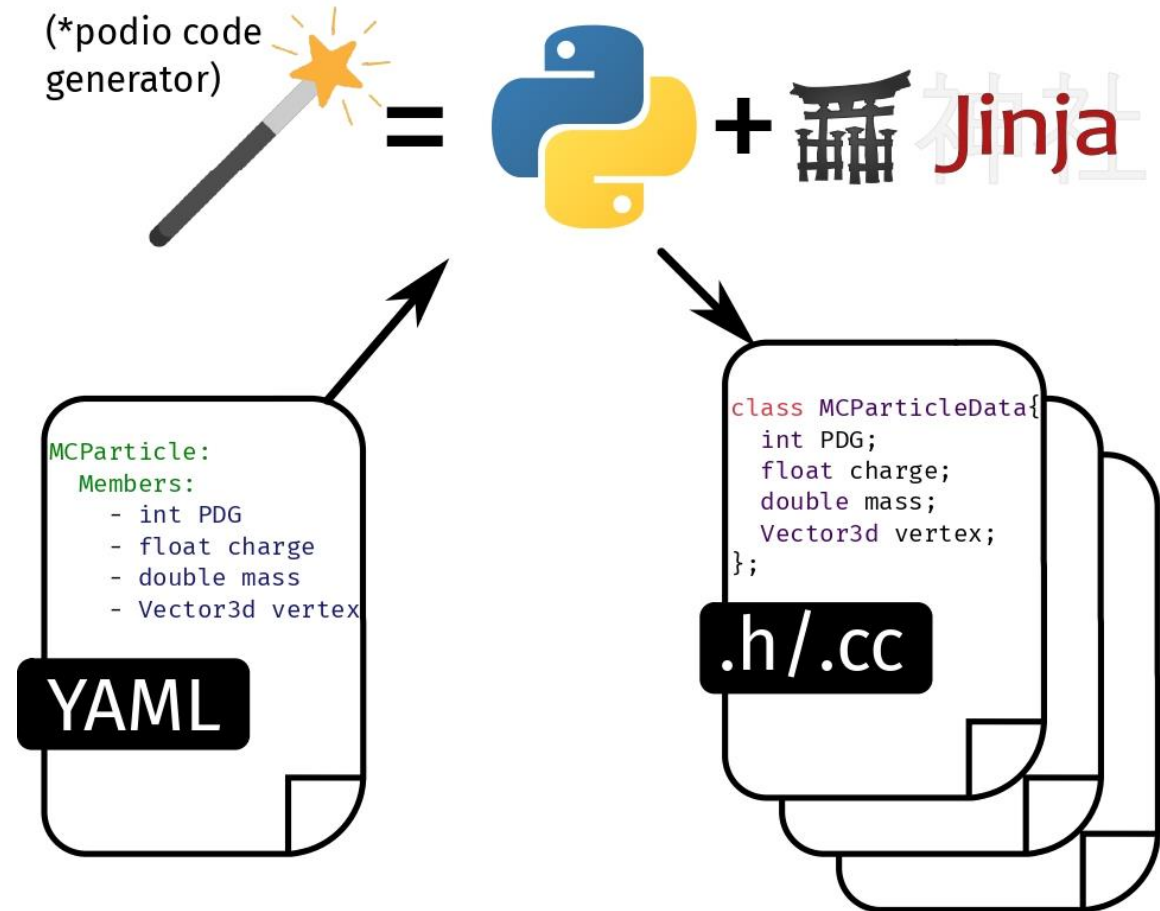 (*podio code
generator)
=
+
神社
Jinja
MCParticle:
  Members:
    - int PDG
    - float charge
    - double mass
    - Vector3d vertex
YAML
class MCParticleData{
  int PDG;
  float charge;
  double mass;
  Vector3d vertex;
};
.h/.cc